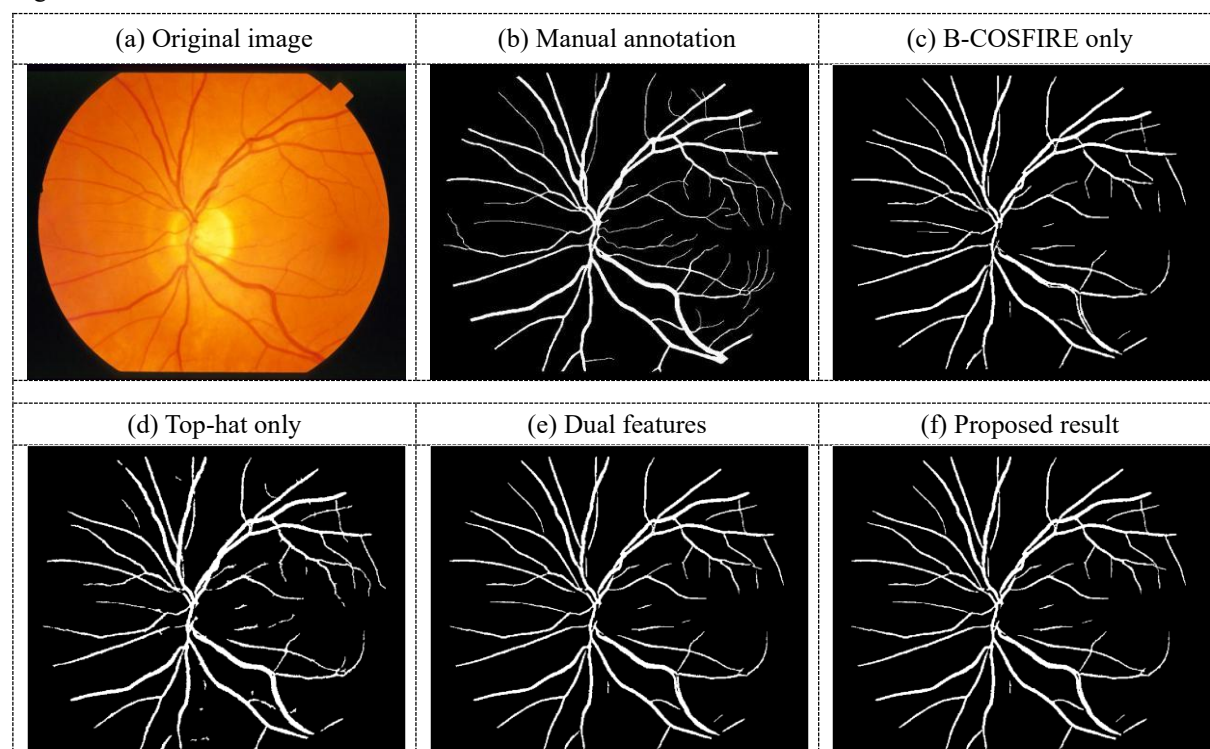 (a) Original image
(b) Manual annotation
(c) B-COSFIRE only
(d) Top-hat only
(e) Dual features
(f) Proposed result